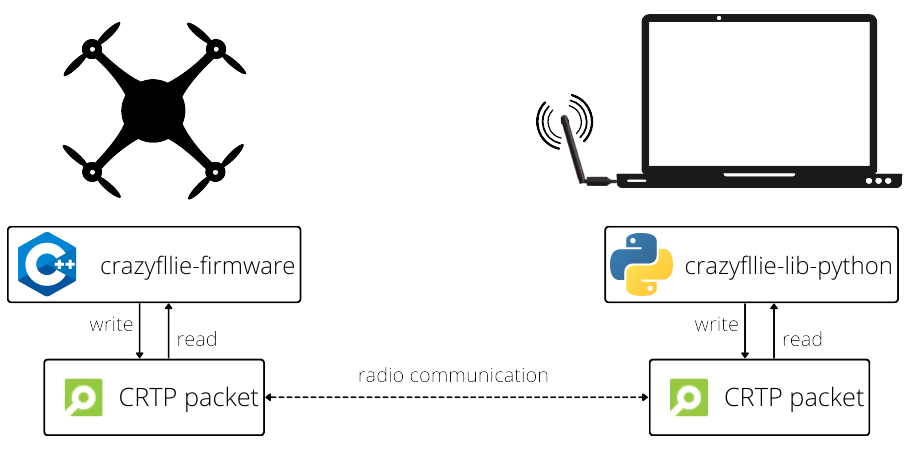 C++
crazyfllie-firmware
crazyfllie-lib-python
write
read
write
read
radio communication
CRTP packet
CRTP packet